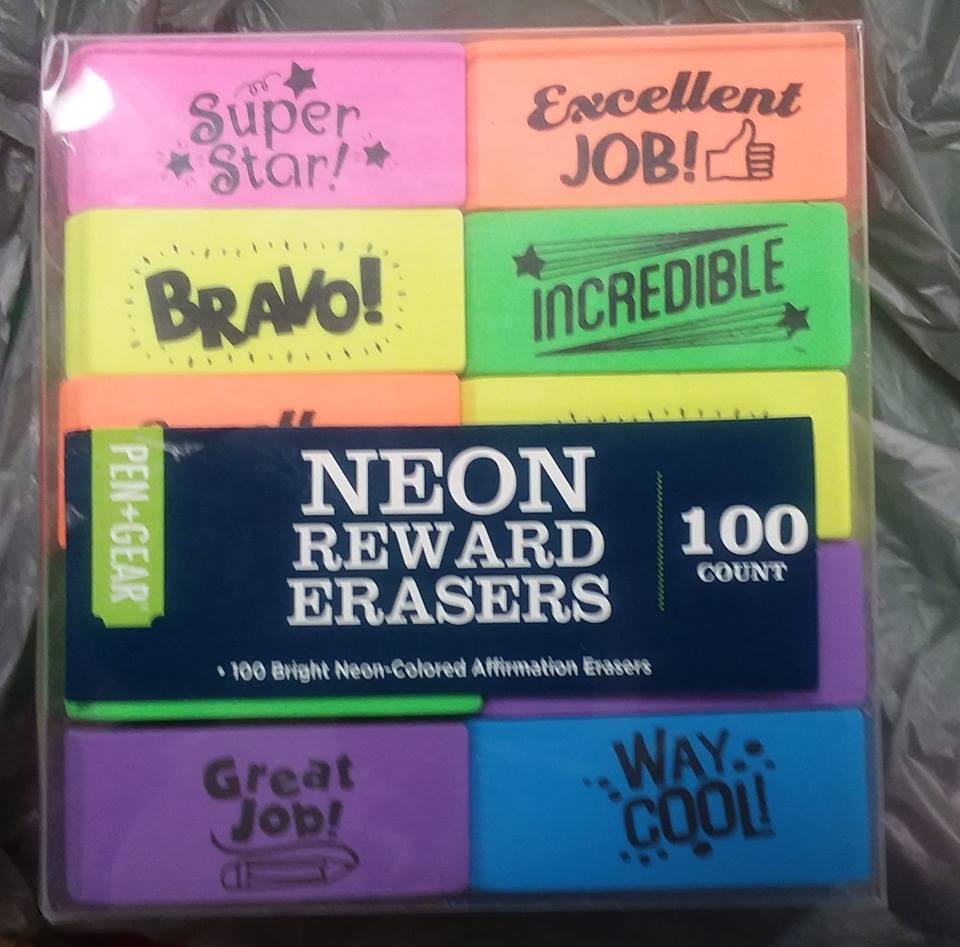 Super
Star!
Excellent
JOB!
BRAVO!
INCREDIBLE
PEN+GEAR
NEON
REWARD
ERASERS
100
COUNT
• 100 Bright Neon-Colored Affirmation Erasers
Great
Job!
WAY
COOL!